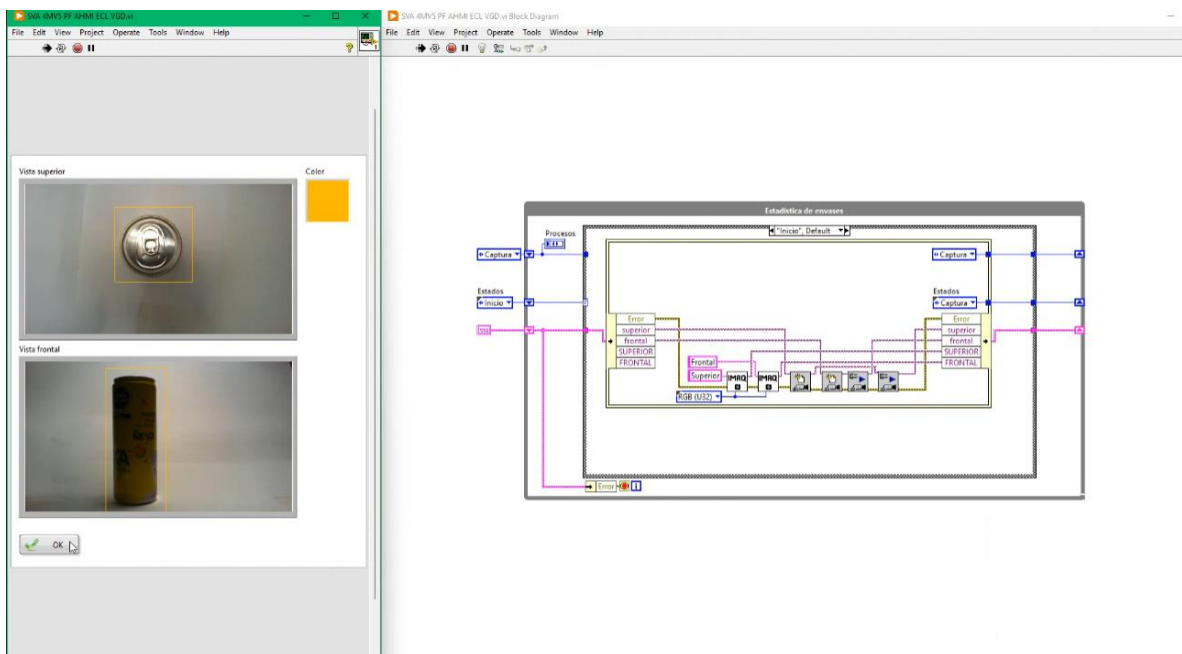 SVA 4MV5 PF AHMI ECL VGD.vi
File Edit View Project Operate Tools Window Help
Vista superior
Color
Vista frontal
OK
SVA 4MV5 PF AHMI ECL VGD.vi Block Diagram
File Edit View Project Operate Tools Window Help
Estadística de envases
Procesos
"Inicio", Default
Captura
Captura
Estados
Inicio
Estados
Captura
Error
superior
frontal
SUPERIOR
FRONTAL
Error
superior
frontal
SUPERIOR
FRONTAL
Frontal
Superior
IMAQ
IMAQ
RGB (U32)
Error
i